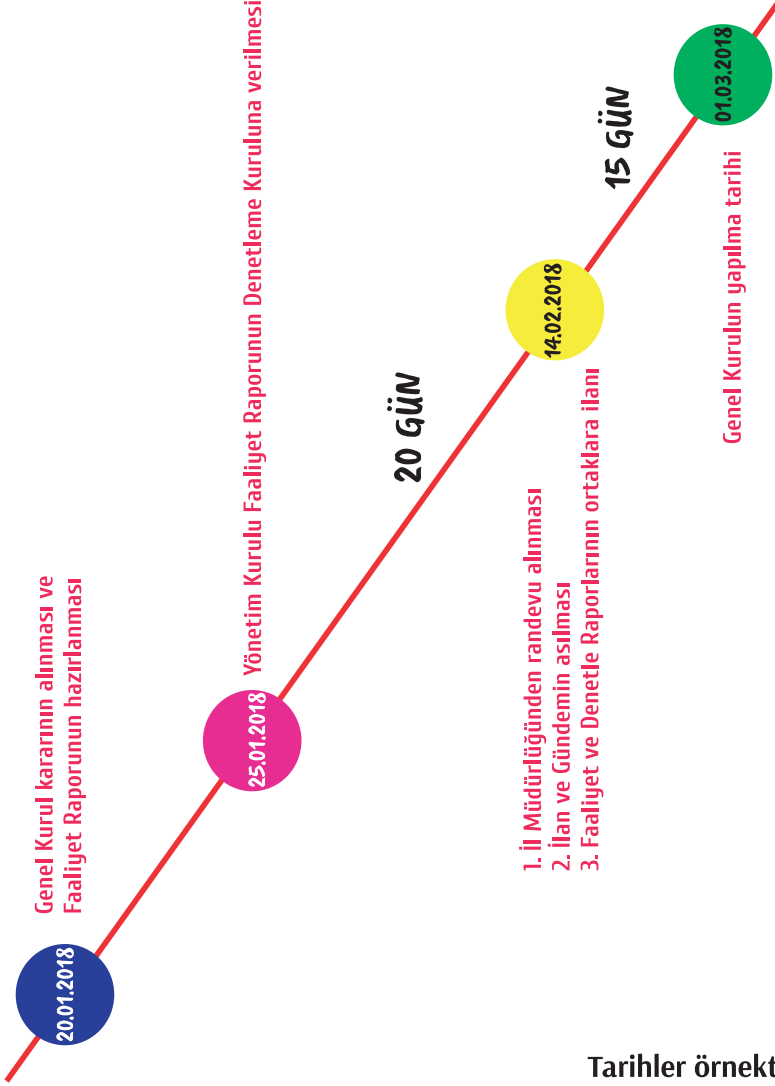 20.01.2018
Genel Kurul kararının alınması ve
Faaliyet Raporunun hazırlanması
25.01.2018
Yönetim Kurulu Faaliyet Raporunun Denetleme Kuruluna verilmesi
20 GÜN
14.02.2018
1. İl Müdürlüğünden randevu alınması
2. İlan ve Gündemin asılması
3. Faaliyet ve Denetle Raporlarının ortaklara ilanı
15 GÜN
01.03.2018
Genel Kurulun yapılma tarihi
Tarihler örnekt